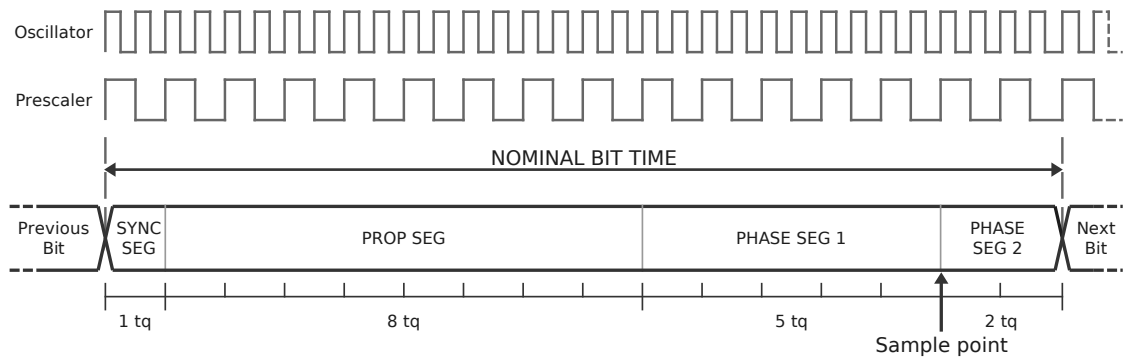 Oscillator
Prescaler
NOMINAL BIT TIME
Previous
Bit
SYNC
SEG
PROP SEG
PHASE SEG 1
PHASE
SEG 2
Next
Bit
1 tq
8 tq
5 tq
2 tq
Sample point